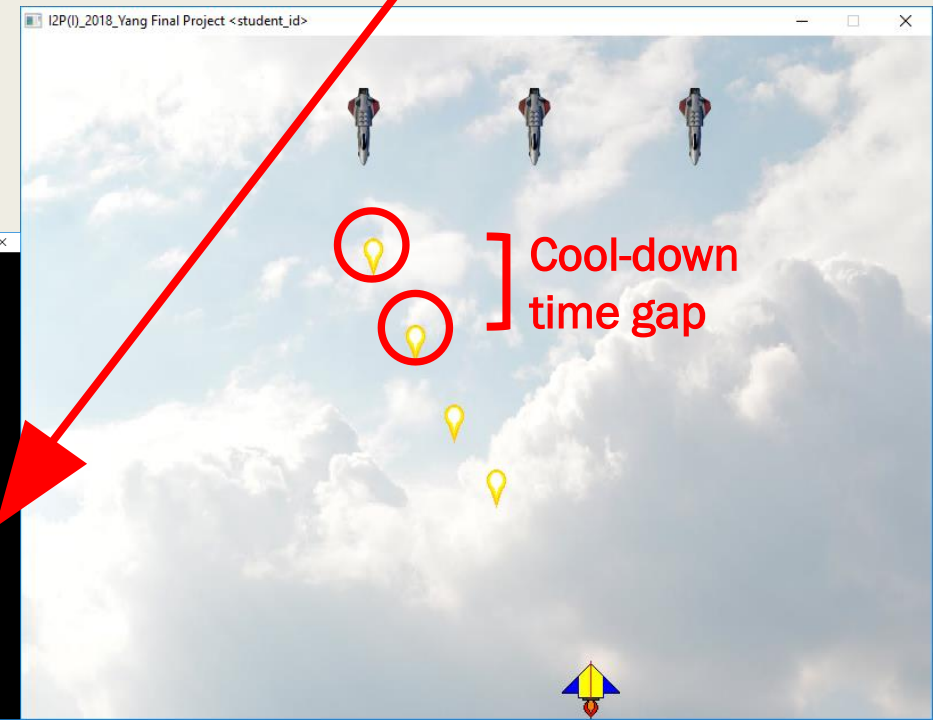 I2P(I)_2018_Yang Final Project <student_id>
Cool-down
time gap